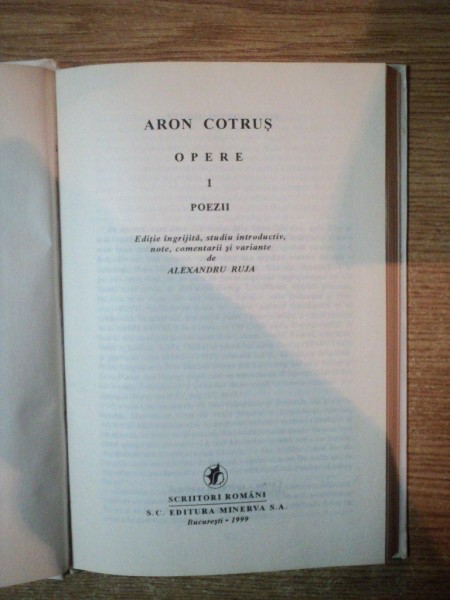 ARON COTRUȘ
OPERE
1
POEZII
Ediție îngrijită, studiu introductiv,
note, comentarii și variante
de
ALEXANDRU RUJA
SCRIITORI ROMÂNI
S.C. EDITURA MINERVA S.A.
București • 1999